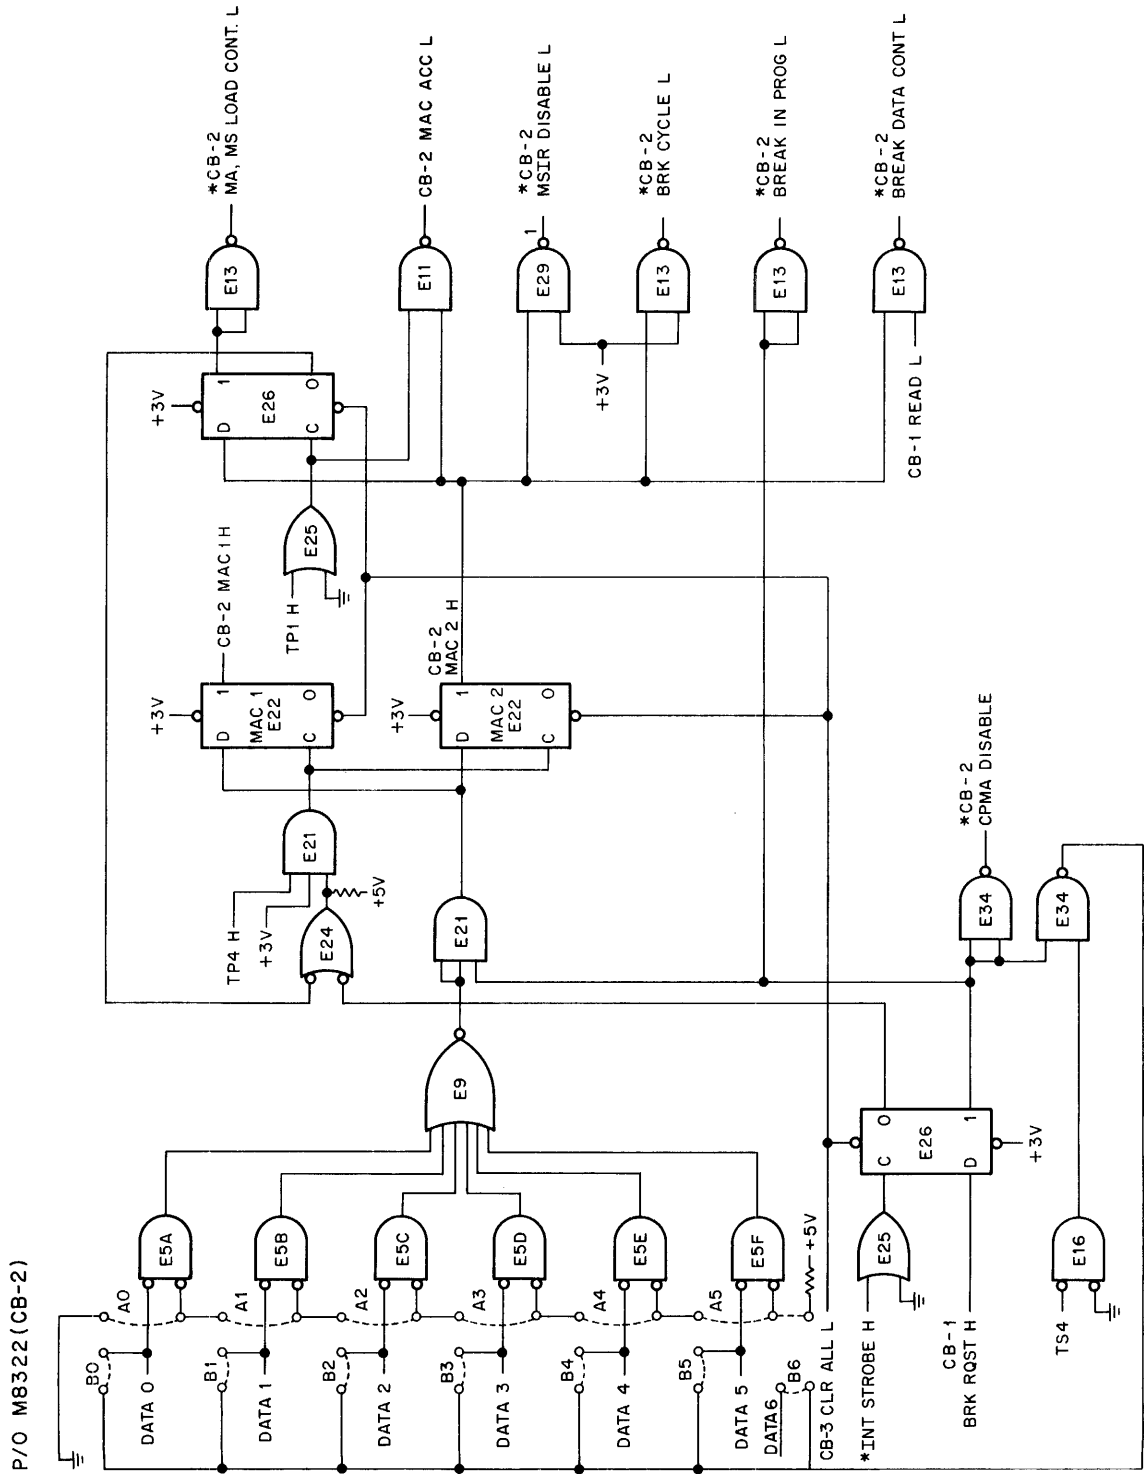 P/O M8322(CB-2)
B0
A0
DATA 0
E5A
B1
A1
DATA 1
E5B
B2
A2
DATA 2
E5C
B3
A3
DATA 3
E5D
B4
A4
DATA 4
E5E
B5
A5
DATA 5
E5F
B6
DATA6
+5V
CB-3 CLR ALL L
*INT STROBE H
E25
CB-1
BRK RQST H
C
0
E26
D
1
+3V
TS4
E16
E9
TP4 H
+3V
E24
+5V
E21
E21
E34
*CB-2
CPMA DISABLE
E34
+3V
D
1
MAC 1
E22
C
0
CB-2 MAC1 H
+3V
D
1
MAC 2
E22
C
0
CB-2
MAC 2 H
TP1 H
E25
+3V
D
1
E26
C
0
E13
*CB-2
MA, MS LOAD CONT. L
E11
CB-2 MAC ACC L
E29
1
*CB-2
MSIR DISABLE L
+3V
E13
*CB-2
BRK CYCLE L
E13
*CB-2
BREAK IN PROG L
CB-1 READ L
E13
*CB-2
BREAK DATA CONT L